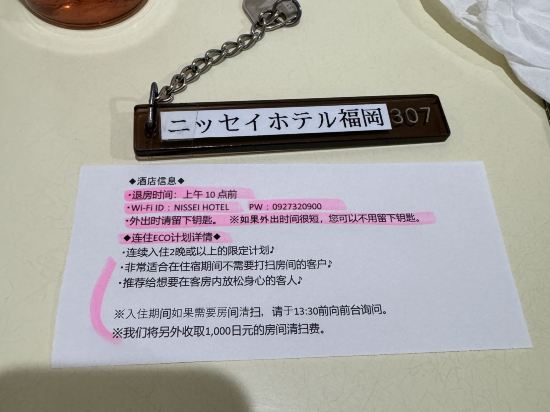 ニッセイホテル福岡 307
◆酒店信息◆
・退房时间：上午 10 点前
・Wi-Fi ID：NISSEI HOTEL　PW：0927320900
・外出时请留下钥匙。　※如果外出时间很短，您可以不用留下钥匙。
◆连住ECO计划详情◆
・连续入住2晚或以上的限定计划♪
・非常适合在住宿期间不需要打扫房间的客户♪
・推荐给想要在客房内放松身心的客人♪
※入住期间如果需要房间清扫，请于13:30前向前台询问。
※我们将另外收取1,000日元的房间清扫费。